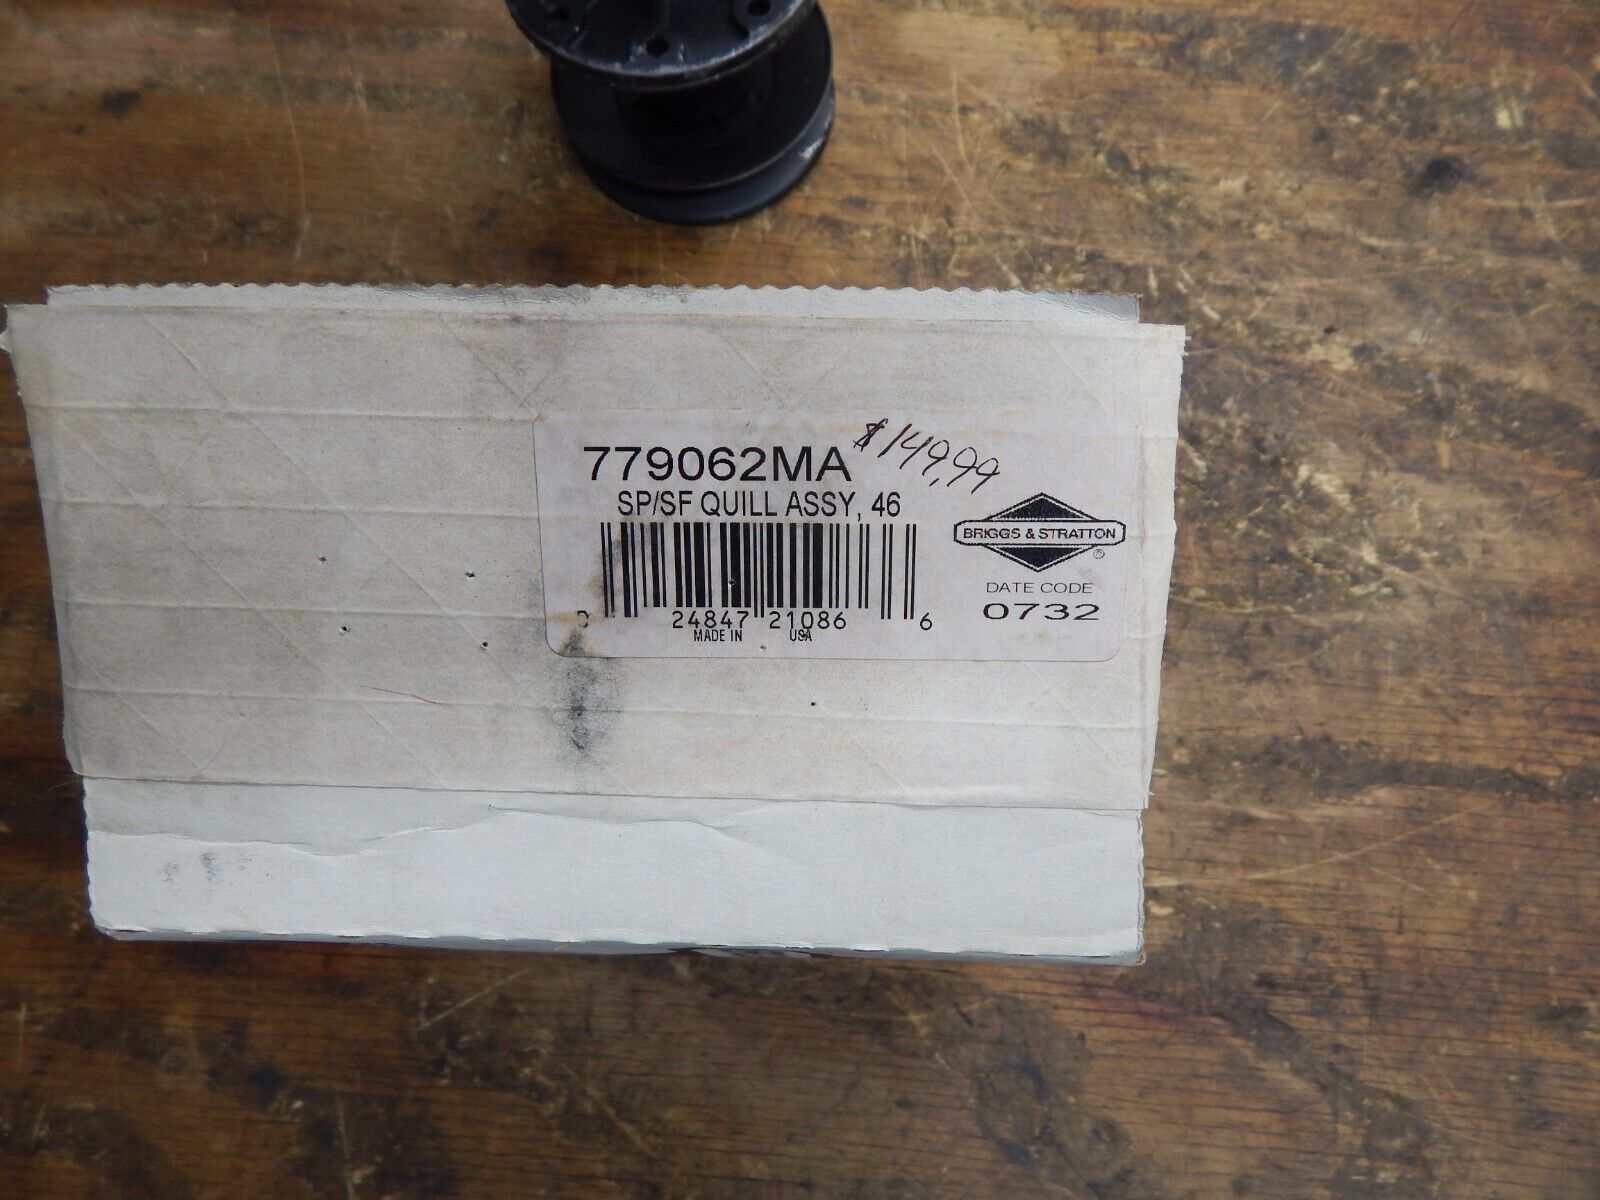 779062MA $149.99
SP/SF QUILL ASSY, 46
BRIGGS & STRATTON
®
DATE CODE
0732
0 24847 21086 6
MADE IN USA